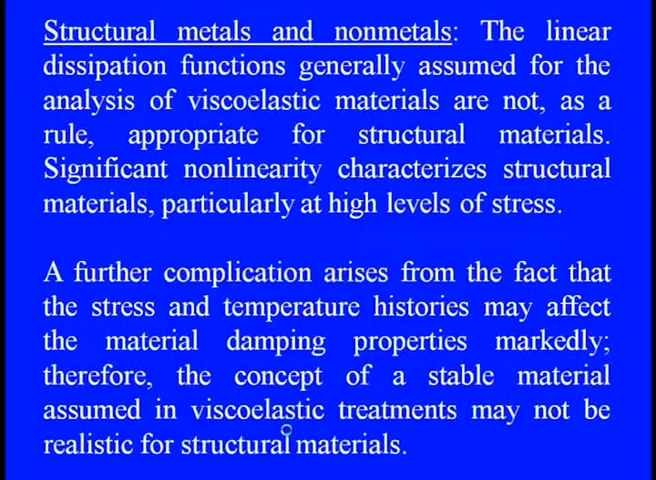 Structural metals and nonmetals: The linear
dissipation functions generally assumed for the
analysis of viscoelastic materials are not, as a
rule, appropriate for structural materials.
Significant nonlinearity characterizes structural
materials, particularly at high levels of stress.
A further complication arises from the fact that
the stress and temperature histories may affect
the material damping properties markedly;
therefore, the concept of a stable material
assumed in viscoelastic treatments may not be
realistic for structural materials.